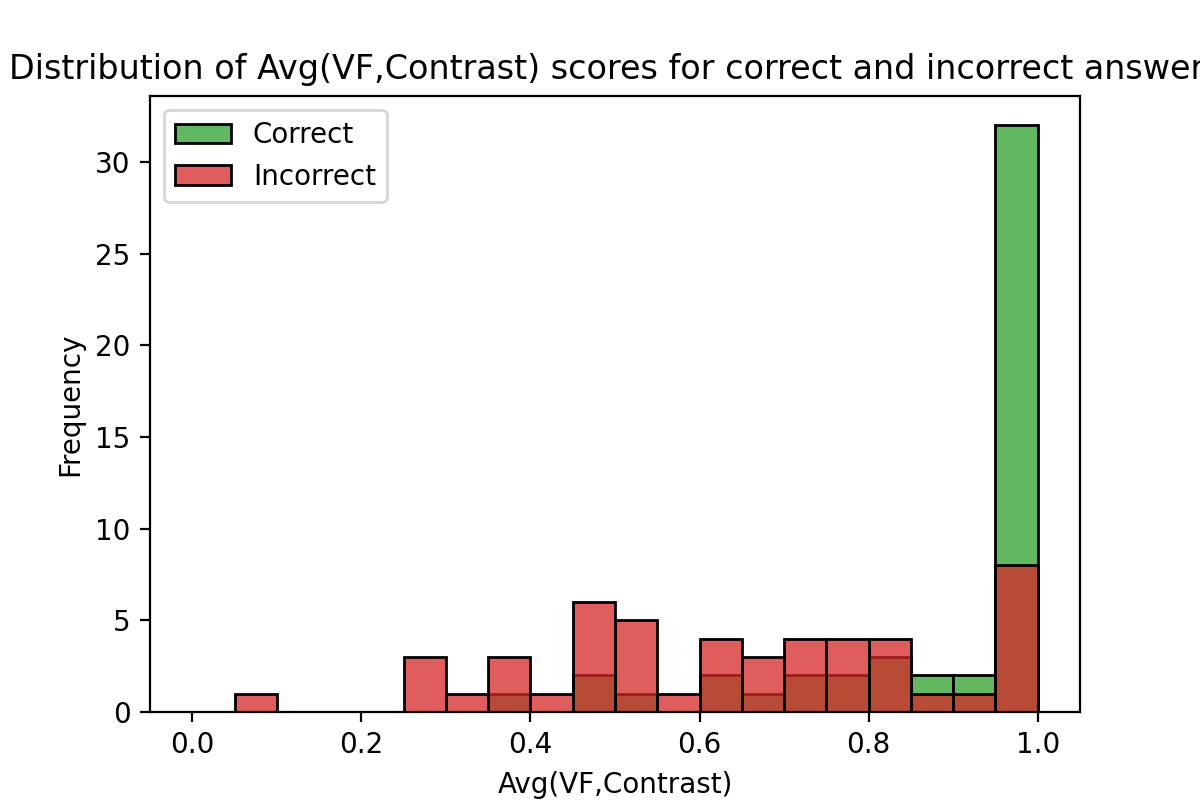 Distribution of Avg(VF,Contrast) scores for correct and incorrect answer
Correct
Incorrect
30
25
20
15
10
5
0
Frequency
0.0 0.2 0.4 0.6 0.8 1.0
Avg(VF,Contrast)